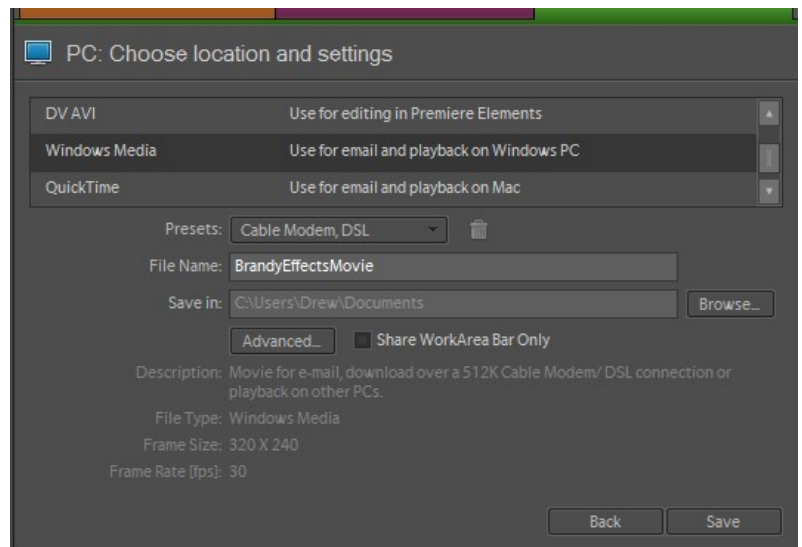 PC: Choose location and settings
DV AVI Use for editing in Premiere Elements
Windows Media Use for email and playback on Windows PC
QuickTime Use for email and playback on Mac
Presets: Cable Modem, DSL
File Name: BrandyEffectsMovie
Save in: C:\Users\Drew\Documents Browse...
Advanced... Share WorkArea Bar Only
Description: Movie for e-mail, download over a 512K Cable Modem/ DSL connection or
playback on other PCs.
File Type: Windows Media
Frame Size: 320 X 240
Frame Rate [fps]: 30
Back Save